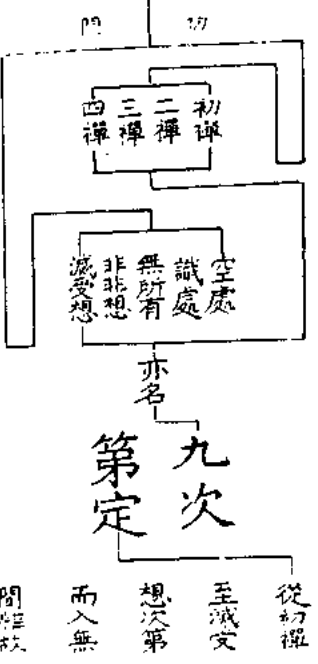 初禪
二禪
三禪
四禪
空處
識處
無所有
非非想
滅受想
亦名
九次
第定
從初禪
至滅受
想次第
而入無
間雜故